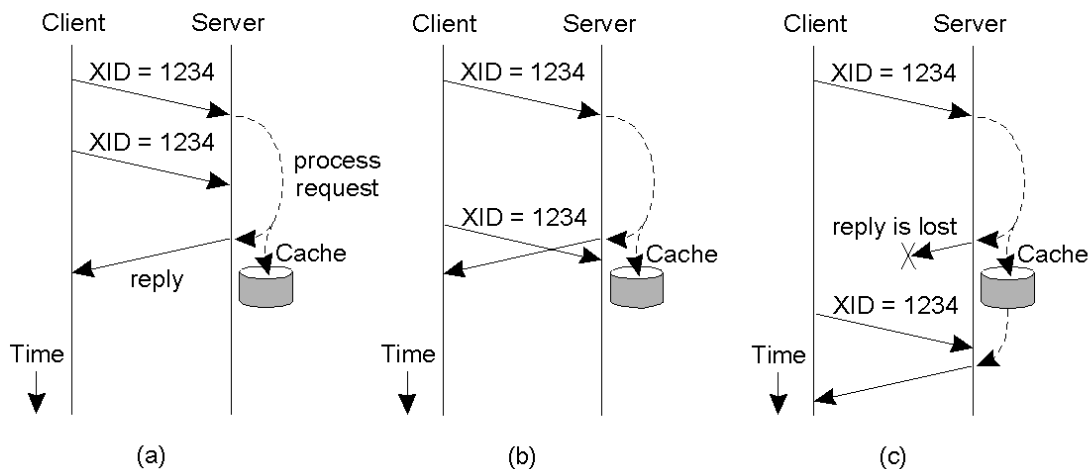 Client Server
XID = 1234
XID = 1234
process
request
Cache
reply
Time
(a)
Client Server
XID = 1234
XID = 1234
Cache
Time
(b)
Client Server
XID = 1234
reply is lost
Cache
XID = 1234
Time
(c)